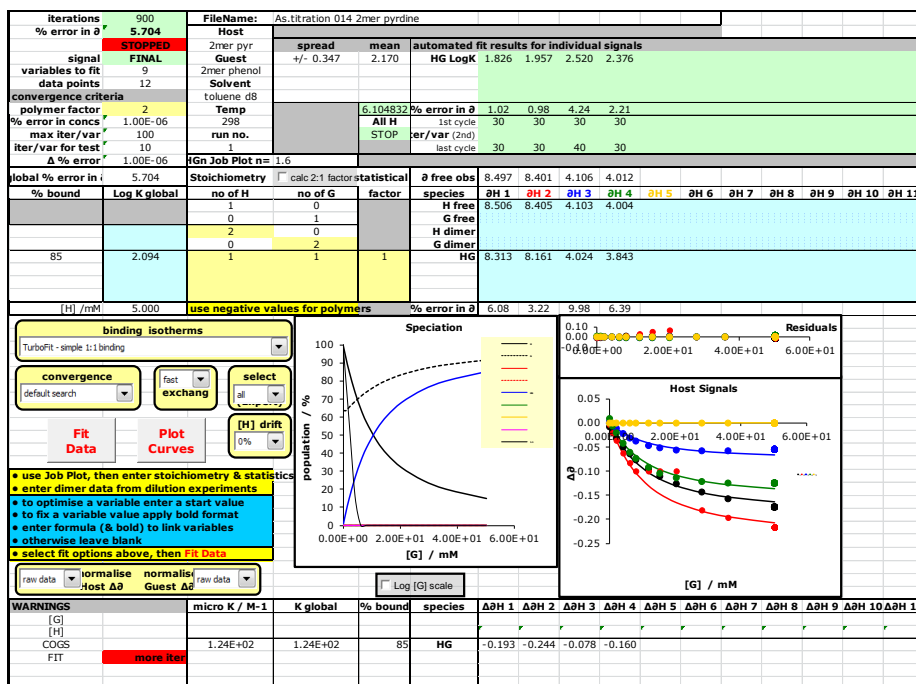 iterations 900 FileName: As.titration 014 2mer pyrdine
% error in ∂ 5.704 Host
STOPPED 2mer pyr spread mean automated fit results for individual signals
signal FINAL Guest +/- 0.347 2.170 HG LogK 1.826 1.957 2.520 2.376
variables to fit 9 2mer phenol
data points 12 Solvent
convergence criteria toluene d8
polymer factor 2 Temp 6.104832 % error in ∂ 1.02 0.98 4.24 2.21
% error in concs 1.00E-06 298 All H 1st cycle 30 30 30 30
max iter/var 100 run no. STOP ter/var (2nd)
iter/var for test 10 1 last cycle 30 30 40 30
Δ % error 1.00E-06 HGn Job Plot n= 1.6
global % error in 5.704 Stoichiometry calc 2:1 factors statistical ∂ free obs 8.497 8.401 4.106 4.012
% bound Log K global no of H no of G factor species ∂H 1 ∂H 2 ∂H 3 ∂H 4 ∂H 5 ∂H 6 ∂H 7 ∂H 8 ∂H 9 ∂H 10 ∂H 11
1 0 H free 8.506 8.405 4.103 4.004
0 1 G free
2 0 H dimer
0 2 G dimer
85 2.094 1 1 1 HG 8.313 8.161 4.024 3.843
[H] /mM 5.000 use negative values for polymers % error in ∂ 6.08 3.22 9.98 6.39
binding isotherms
TurboFit - simple 1:1 binding
convergence
default search
fast
exchang
select
all
[H] drift
0%
Fit
Data
Plot
Curves
• use Job Plot, then enter stoichiometry & statistics
• enter dimer data from dilution experiments
• to optimise a variable enter a start value
• to fix a variable value apply bold format
• enter formula (& bold) to link variables
• otherwise leave blank
• select fit options above, then Fit Data
raw data normalise Host Δ∂ normalis Guest Δ∂ raw data
Speciation
population / %
100
90
80
70
60
50
40
30
20
10
0
0.00E+00 2.00E+01 4.00E+01 6.00E+01
[G] / mM
Log [G] scale
Residuals
0.10
0.00
-0.10
0.00E+00 2.00E+01 4.00E+01 6.00E+01
Host Signals
Δ∂
0.05
0.00
-0.05
-0.10
-0.15
-0.20
-0.25
0.00E+00 2.00E+01 4.00E+01 6.00E+01
[G] / mM
WARNINGS micro K / M-1 K global % bound species Δ∂H 1 Δ∂H 2 Δ∂H 3 Δ∂H 4 Δ∂H 5 Δ∂H 6 Δ∂H 7 Δ∂H 8 Δ∂H 9 Δ∂H 10 Δ∂H 1
[G]
[H]
COGS 1.24E+02 1.24E+02 85 HG -0.193 -0.244 -0.078 -0.160
FIT more iter